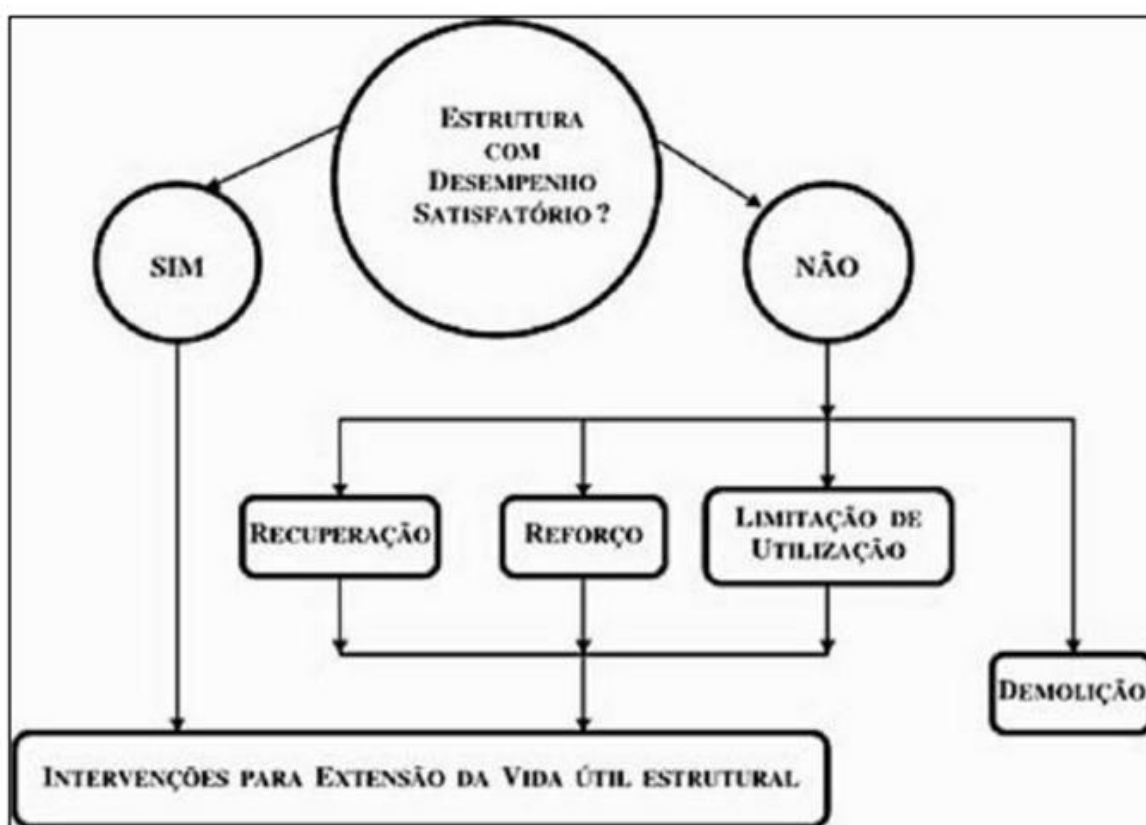 ESTRUTURA
COM
DESEMPENHO
SATISFATÓRIO ?
SIM
NÃO
RECUPERAÇÃO
REFORÇO
LIMITAÇÃO DE
UTILIZAÇÃO
DEMOLIÇÃO
INTERVENÇÕES PARA EXTENSÃO DA VIDA ÚTIL ESTRUTURAL